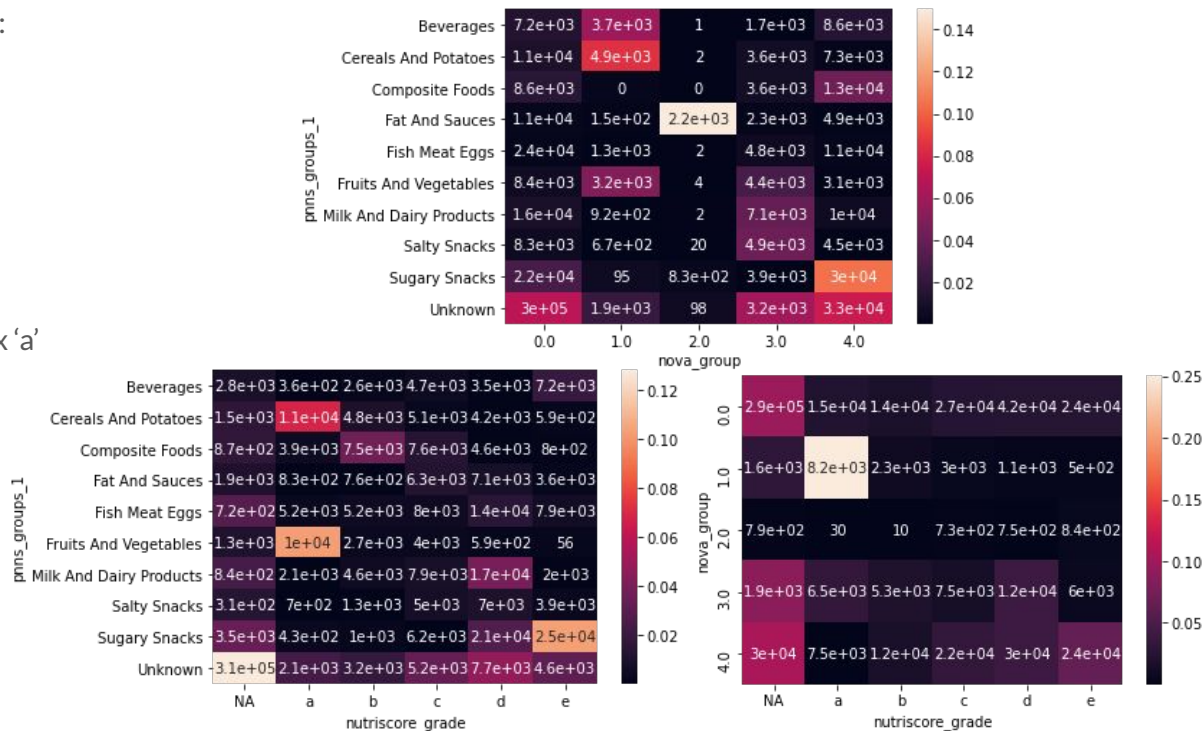 :
Beverages 7.2e+03 3.7e+03 1 1.7e+03 8.6e+03
Cereals And Potatoes 1.1e+04 4.9e+03 2 3.6e+03 7.3e+03
Composite Foods 8.6e+03 0 0 3.6e+03 1.3e+04
Fat And Sauces 1.1e+04 1.5e+02 2.2e+03 2.3e+03 4.9e+03
Fish Meat Eggs 2.4e+04 1.3e+03 2 4.8e+03 1.1e+04
Fruits And Vegetables 8.4e+03 3.2e+03 4 4.4e+03 3.1e+03
Milk And Dairy Products 1.6e+04 9.2e+02 2 7.1e+03 1e+04
Salty Snacks 8.3e+03 6.7e+02 20 4.9e+03 4.5e+03
Sugary Snacks 2.2e+04 95 8.3e+02 3.9e+03 3e+04
Unknown 3e+05 1.9e+03 98 3.2e+03 3.3e+04
0.0 1.0 2.0 3.0 4.0
nova_group
pnns_groups_1
0.14
0.12
0.10
0.08
0.06
0.04
0.02
x ‘a’
Beverages 2.8e+03 3.6e+02 2.6e+03 4.7e+03 3.5e+03 7.2e+03
Cereals And Potatoes 1.5e+03 1.1e+04 4.8e+03 5.1e+03 4.2e+03 5.9e+02
Composite Foods 8.7e+02 3.9e+03 7.5e+03 7.6e+03 4.6e+03 8e+02
Fat And Sauces 1.9e+03 8.3e+02 7.6e+02 6.3e+03 7.1e+03 3.6e+03
Fish Meat Eggs 7.2e+02 5.2e+03 5.2e+03 8e+03 1.4e+04 7.9e+03
Fruits And Vegetables 1.3e+03 1e+04 2.7e+03 4e+03 5.9e+02 56
Milk And Dairy Products 8.4e+02 2.1e+03 4.6e+03 7.9e+03 1.7e+04 2e+03
Salty Snacks 3.1e+02 7e+02 1.3e+03 5e+03 7e+03 3.9e+03
Sugary Snacks 3.5e+03 4.3e+02 1e+03 6.2e+03 2.1e+04 2.5e+04
Unknown 3.1e+05 2.1e+03 3.2e+03 5.2e+03 7.7e+03 4.6e+03
NA a b c d e
nutriscore_grade
pnns_groups_1
0.12
0.10
0.08
0.06
0.04
0.02
0.0 2.9e+05 1.5e+04 1.4e+04 2.7e+04 4.2e+04 2.4e+04
1.0 1.6e+03 8.2e+03 2.3e+03 3e+03 1.1e+03 5e+02
2.0 7.9e+02 30 10 7.3e+02 7.5e+02 8.4e+02
3.0 1.9e+03 6.5e+03 5.3e+03 7.5e+03 1.2e+04 6e+03
4.0 3e+04 7.5e+03 1.2e+04 2.2e+04 3e+04 2.4e+04
NA a b c d e
nutriscore_grade
nova_group
0.25
0.20
0.15
0.10
0.05